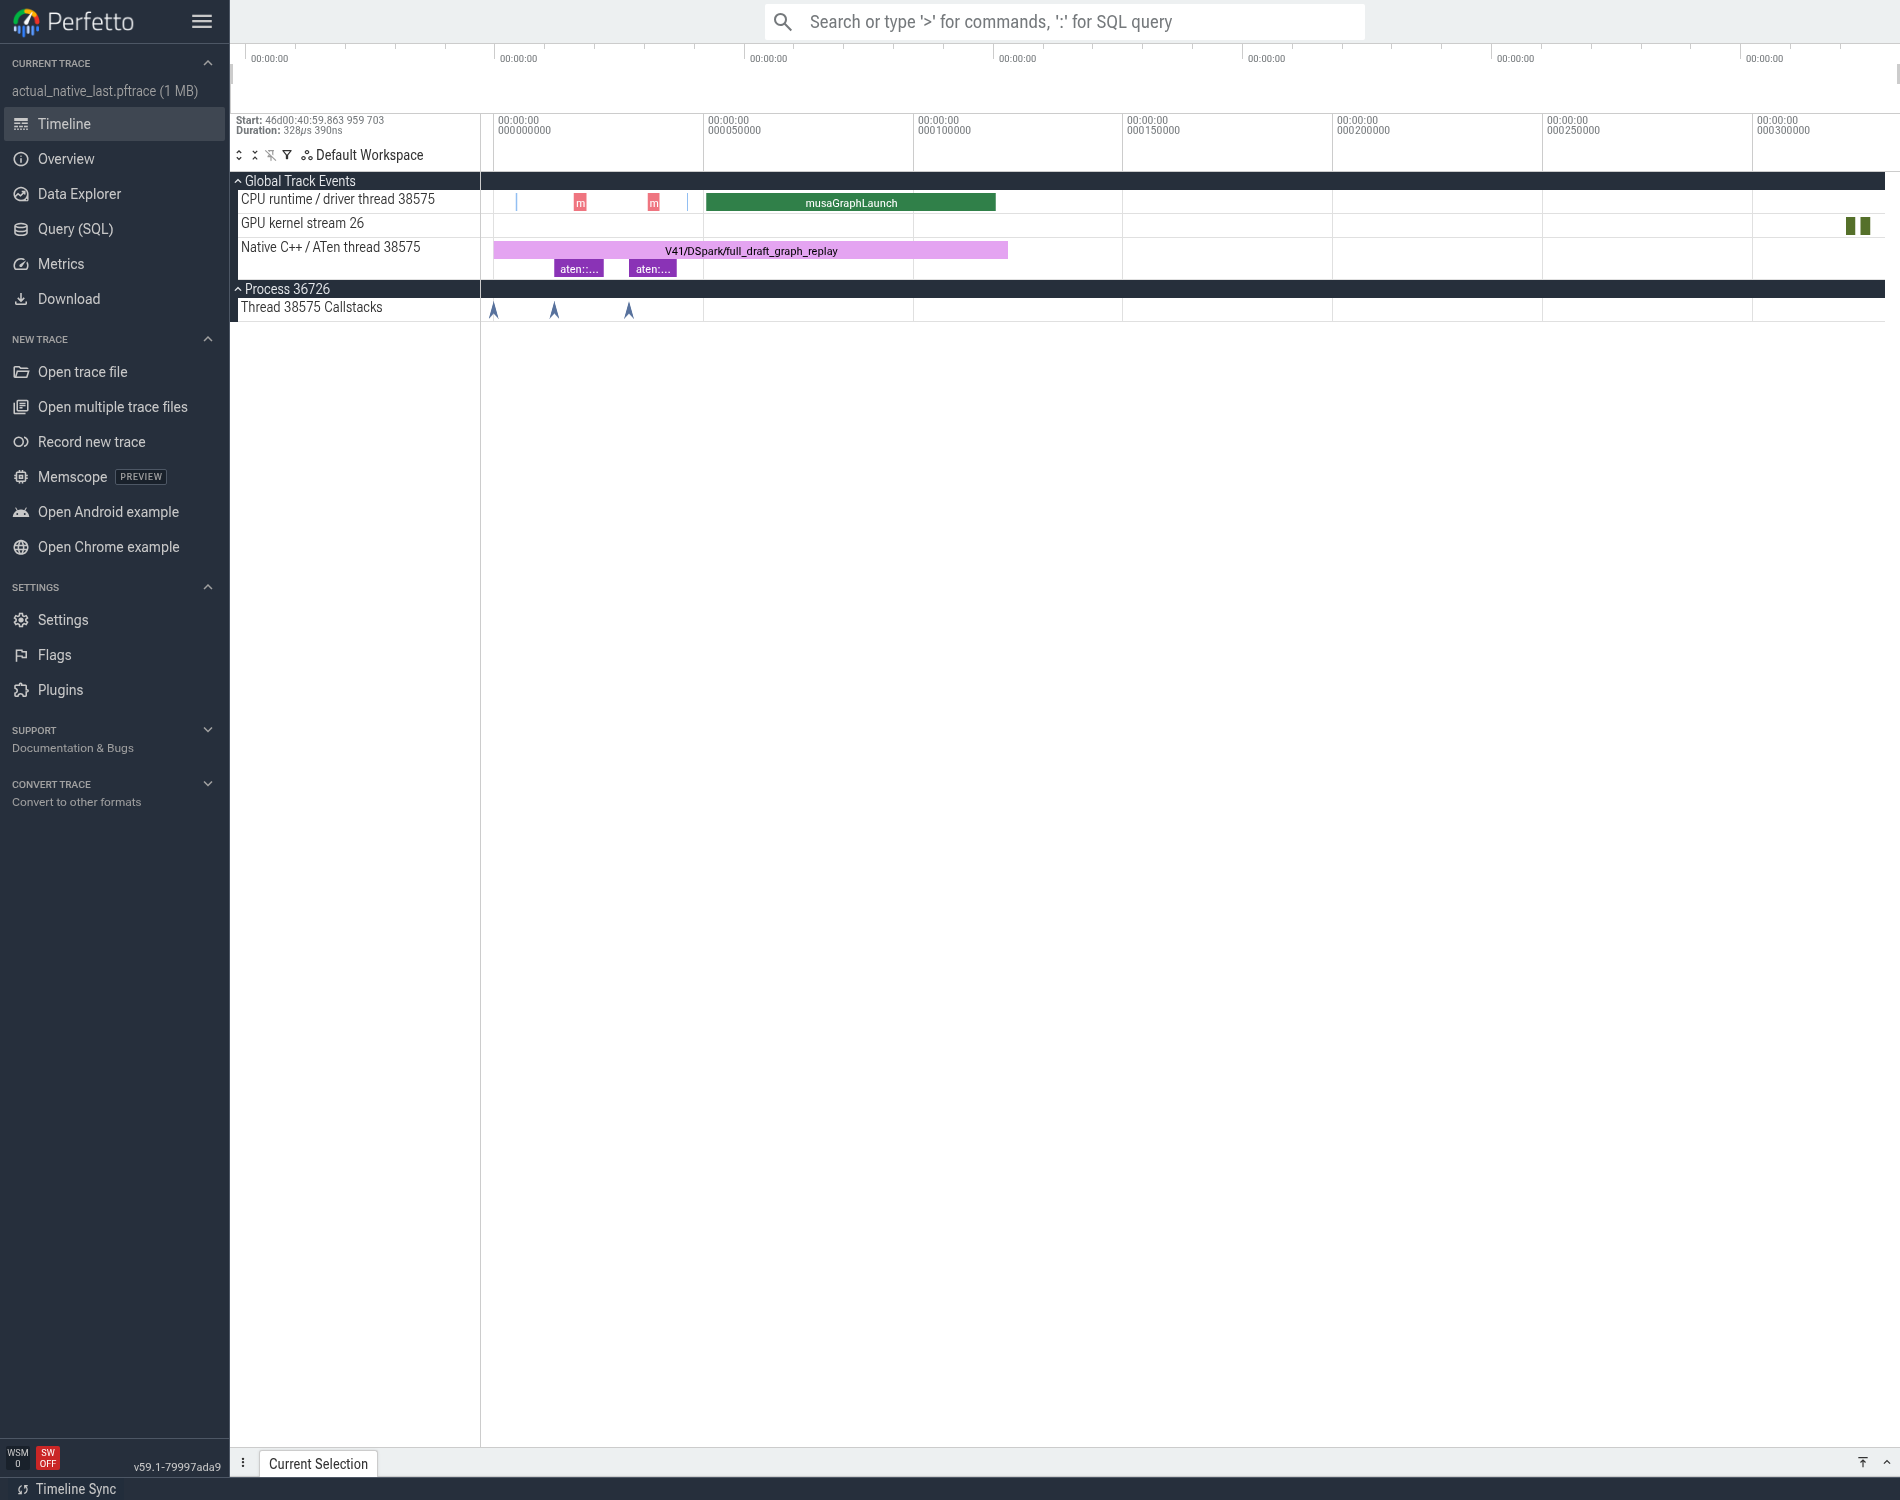 Perfetto
Search or type '>' for commands, ':' for SQL query
CURRENT TRACE
actual_native_last.pftrace (1 MB)
Timeline
Overview
Data Explorer
Query (SQL)
Metrics
Download
NEW TRACE
Open trace file
Open multiple trace files
Record new trace
Memscope PREVIEW
Open Android example
Open Chrome example
SETTINGS
Settings
Flags
Plugins
SUPPORT
Documentation & Bugs
CONVERT TRACE
Convert to other formats
WSM 0
SW OFF
v59.1-79997ada9
Timeline Sync
00:00:00 00:00:00 00:00:00 00:00:00 00:00:00 00:00:00 00:00:00
Start: 46d00:40:59.863 959 703
Duration: 328µs 390ns
00:00:00 00:00:00 00:00:00 00:00:00 00:00:00 00:00:00 00:00:00
000000000 000050000 000100000 000150000 000200000 000250000 000300000
Default Workspace
Global Track Events
CPU runtime / driver thread 38575
m m musaGraphLaunch
GPU kernel stream 26
Native C++ / ATen thread 38575
V41/DSpark/full_draft_graph_replay
aten::... aten:...
Process 36726
Thread 38575 Callstacks
Current Selection